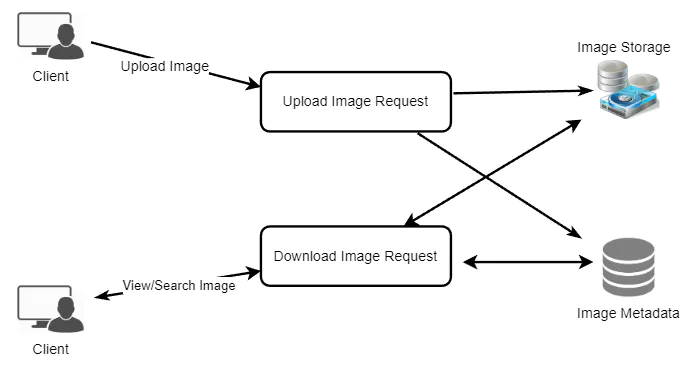 Image Storage
Client
Upload Image
Upload Image Request
Download Image Request
View/Search Image
Image Metadata
Client